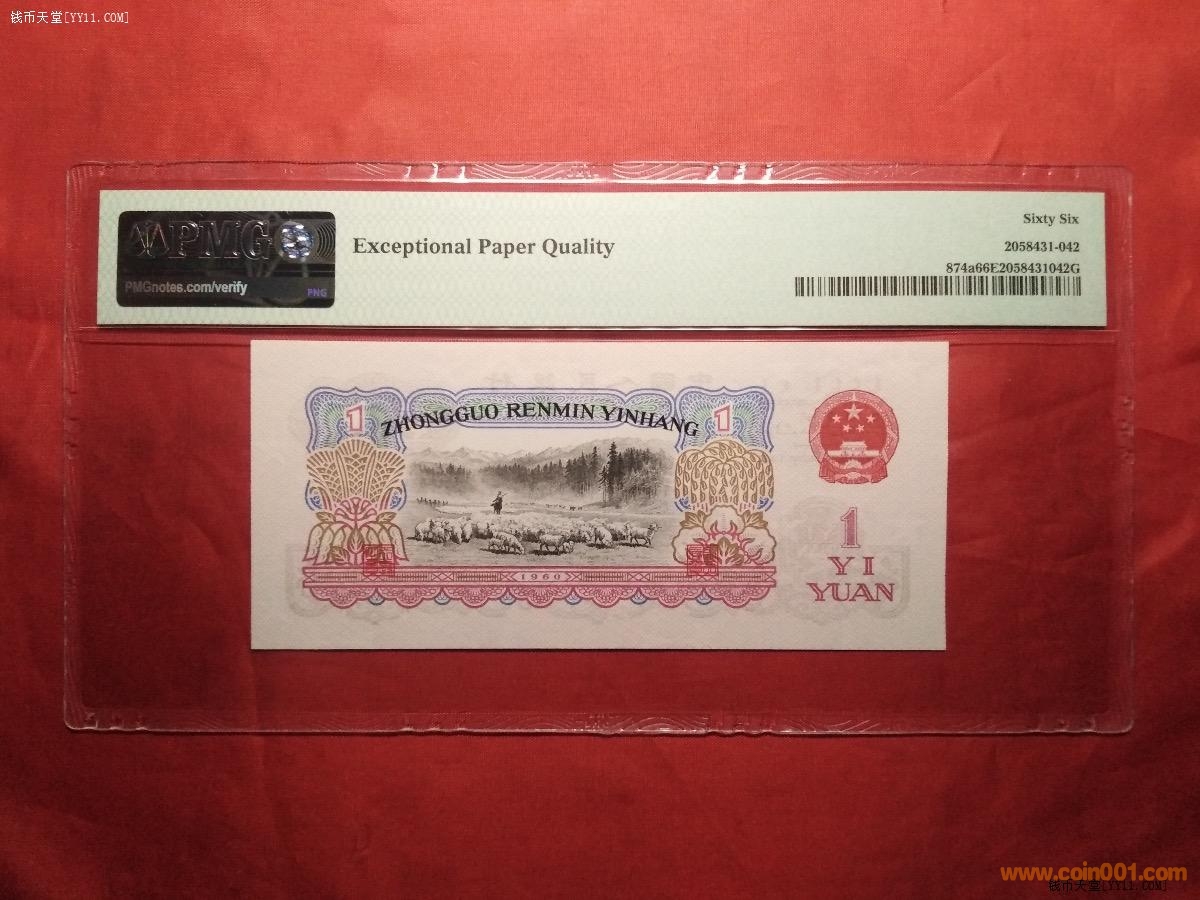 钱币天堂[YY11.COM]
PMG
PMGnotes.com/verify
PNG
Exceptional Paper Quality
Sixty Six
2058431-042
874a66E2058431042G
1
ZHONGGUO RENMIN YINHANG
1
1960
1
YI
YUAN
www.coin001.com
钱币天堂[YY11.COM]